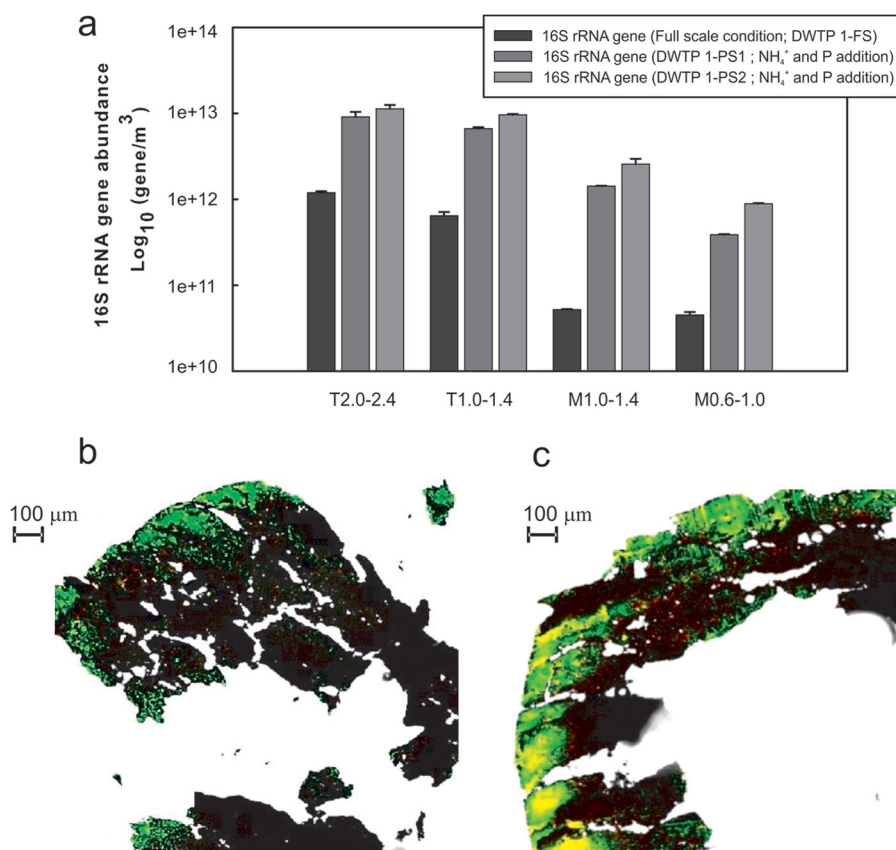 a
16S rRNA gene abundance
Log₁₀ (gene/m³)
1e+14
1e+13
1e+12
1e+11
1e+10
16S rRNA gene (Full scale condition; DWTP 1-FS)
16S rRNA gene (DWTP 1-PS1 ; NH₄⁺ and P addition)
16S rRNA gene (DWTP 1-PS2 ; NH₄⁺ and P addition)
T2.0-2.4 T1.0-1.4 M1.0-1.4 M0.6-1.0
b
100 μm
c
100 μm